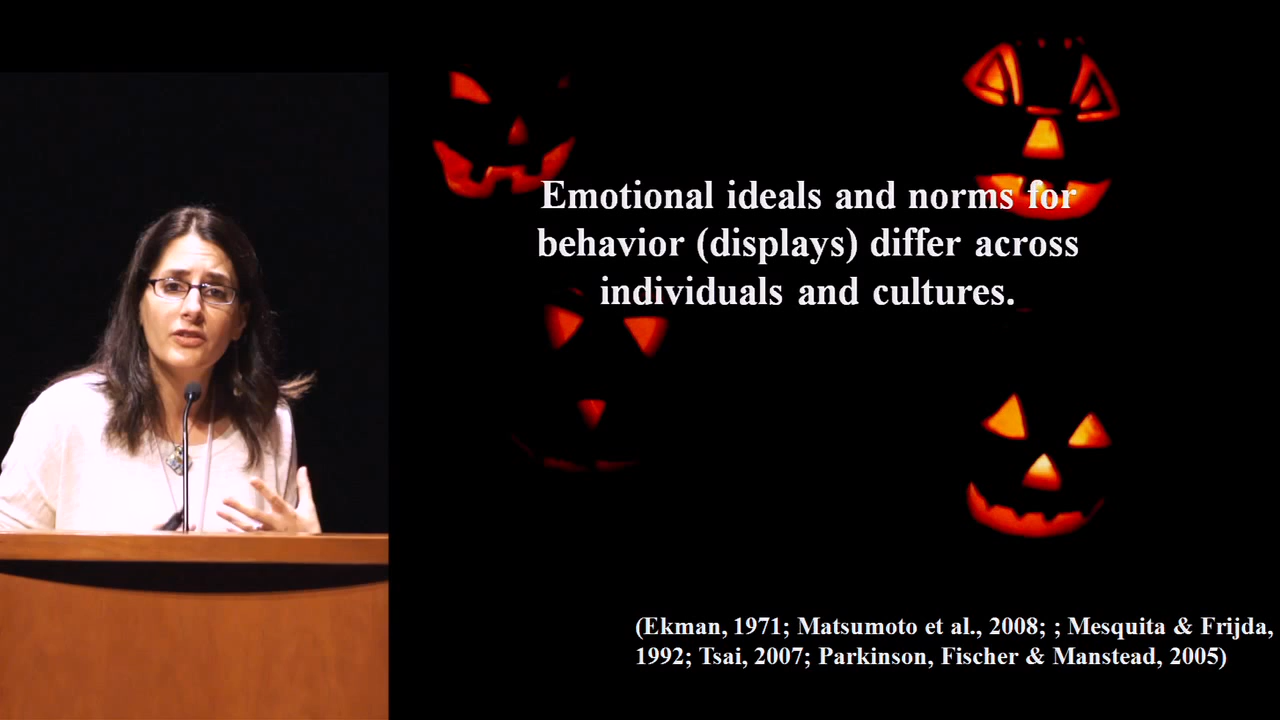 Emotional ideals and norms for
behavior (displays) differ across
individuals and cultures.
(Ekman, 1971; Matsumoto et al., 2008; ; Mesquita & Frijda,
1992; Tsai, 2007; Parkinson, Fischer & Manstead, 2005)